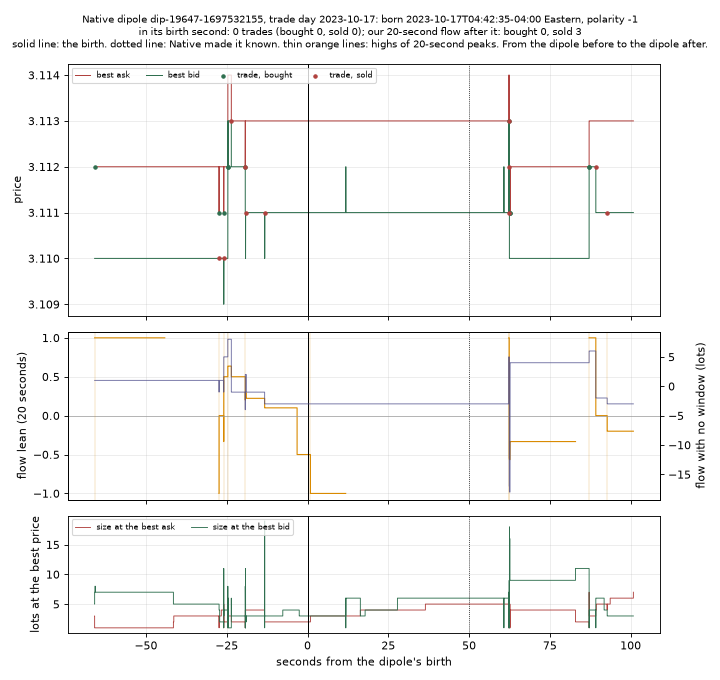 Native dipole dip-19647-1697532155, trade day 2023-10-17: born 2023-10-17T04:42:35-04:00 Eastern, polarity -1
in its birth second: 0 trades (bought 0, sold 0); our 20-second flow after it: bought 0, sold 3
solid line: the birth. dotted line: Native made it known. thin orange lines: highs of 20-second peaks. From the dipole before to the dipole after.
best ask best bid trade, bought trade, sold
3.114
3.113
3.112
3.111
3.110
3.109
price
1.0
0.5
0.0
−0.5
−1.0
flow lean (20 seconds)
5
0
−5
−10
−15
flow with no window (lots)
size at the best ask size at the best bid
15
10
5
lots at the best price
−50 −25 0 25 50 75 100
seconds from the dipole's birth